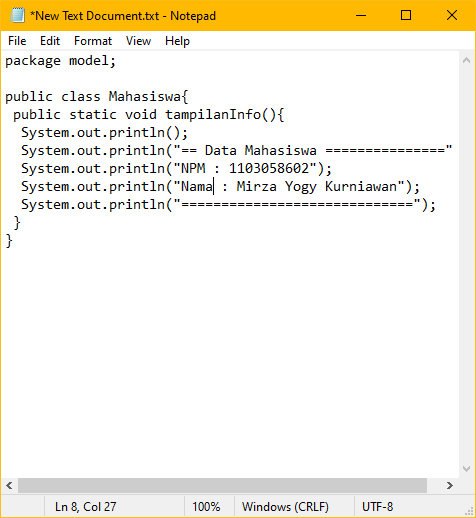 *New Text Document.txt - Notepad
File Edit Format View Help
package model;

public class Mahasiswa{
 public static void tampilanInfo(){
  System.out.println();
  System.out.println("== Data Mahasiswa ==============="
  System.out.println("NPM : 1103058602");
  System.out.println("Nama : Mirza Yogy Kurniawan");
  System.out.println("=============================");
 }
}
Ln 8, Col 27 100% Windows (CRLF) UTF-8